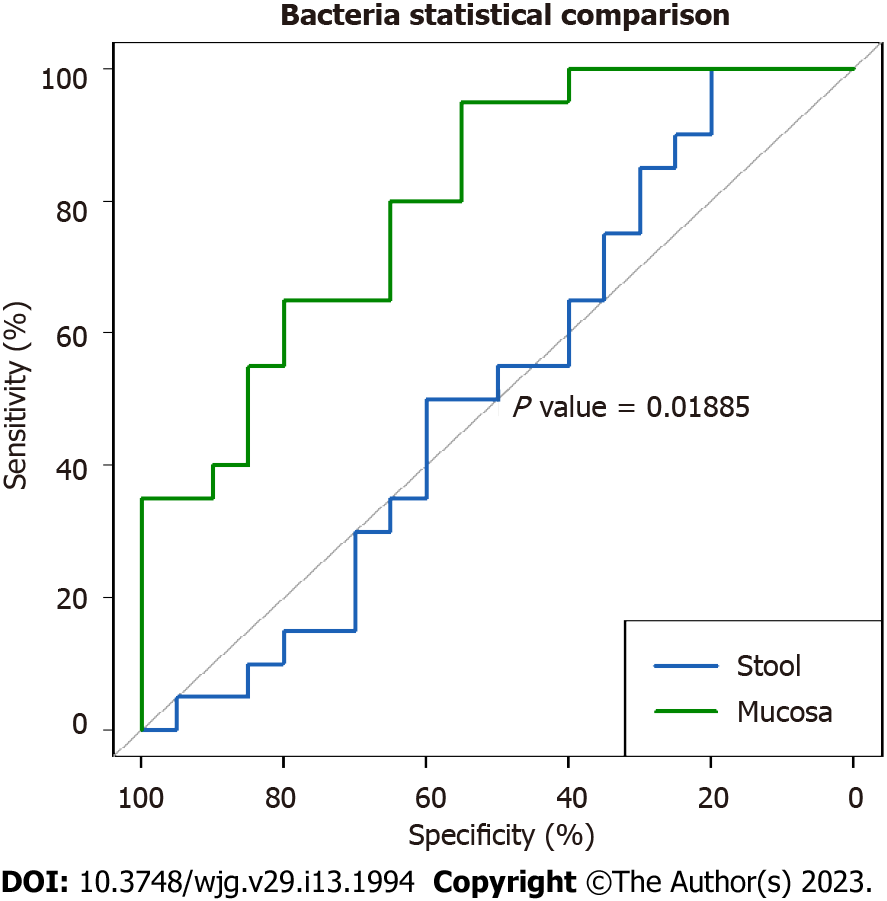 Bacteria statistical comparison
100
80
60
40
20
0
Sensitivity (%)
P value = 0.01885
Stool
Mucosa
100 80 60 40 20 0
Specificity (%)
DOI: 10.3748/wjg.v29.i13.1994 Copyright ©The Author(s) 2023.